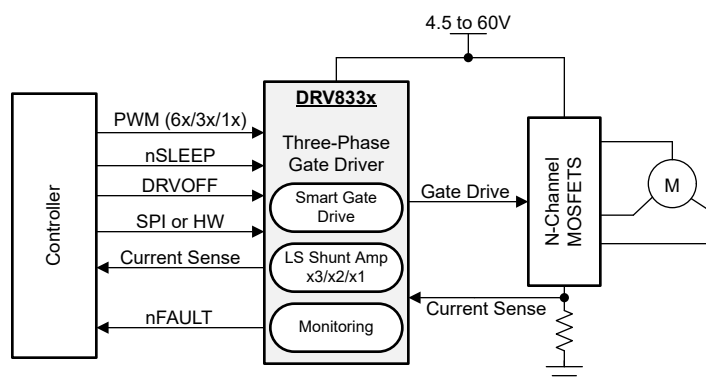 4.5 to 60V
DRV833x
Three-Phase
Gate Driver
Smart Gate
Drive
LS Shunt Amp
x3/x2/x1
Monitoring
Controller
PWM (6x/3x/1x)
nSLEEP
DRVOFF
SPI or HW
Current Sense
nFAULT
Gate Drive
Current Sense
N-Channel
MOSFETS
M